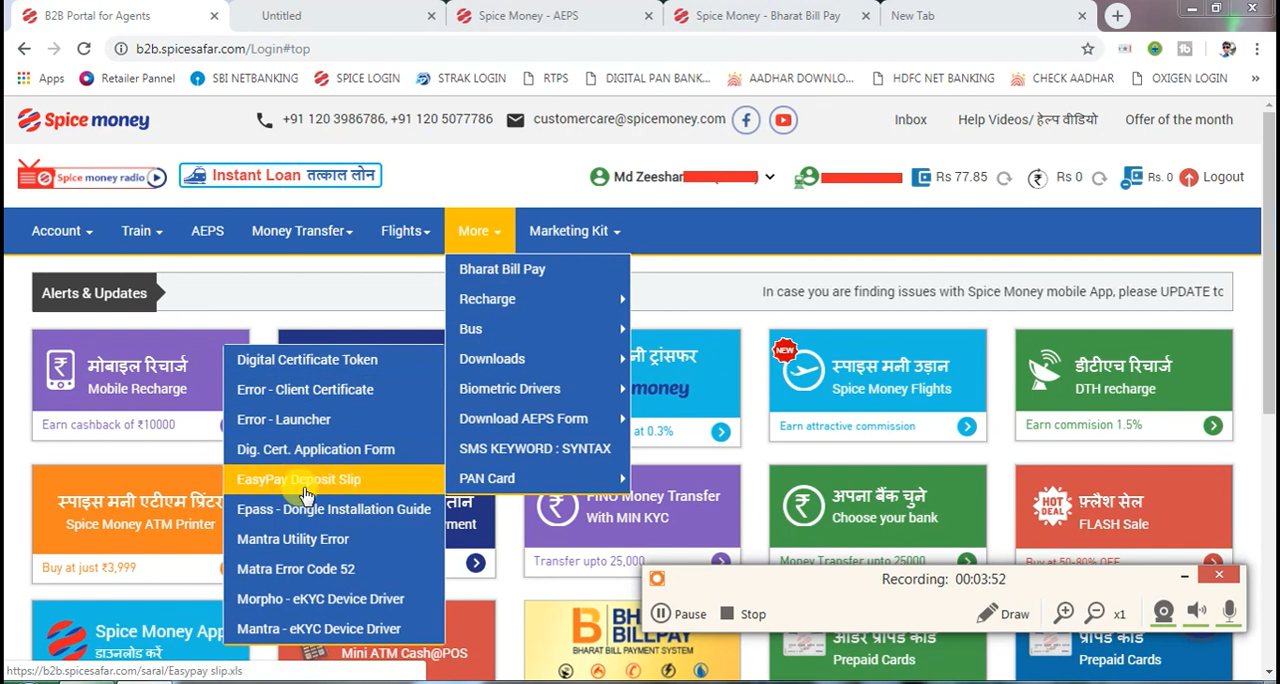 B2B Portal for Agents
Untitled
Spice Money - AEPS
Spice Money - Bharat Bill Pay
New Tab
b2b.spicesafar.com/Login#top
Apps
Retailer Panel
SBI NETBANKING
SPICE LOGIN
STRAK LOGIN
RTPS
DIGITAL PAN BANK...
AADHAR DOWNLO...
HDFC NET BANKING
CHECK AADHAR
OXIGEN LOGIN
»
Spice money
+91 120 3986786, +91 120 5077786
customercare@spicemoney.com
Inbox
Help Videos/ हेल्प वीडियो
Offer of the month
Spice money radio
Instant Loan तत्काल लोन
Md Zeeshan
Rs 77.85
Rs 0
Rs. 0
Logout
Account
Train
AEPS
Money Transfer
Flights
More
Marketing Kit
Bharat Bill Pay
Recharge
Bus
Downloads
Biometric Drivers
Download AEPS Form
SMS KEYWORD : SYNTAX
PAN Card
Digital Certificate Token
Error - Client Certificate
Error - Launcher
Dig. Cert. Application Form
EasyPay Deposit Slip
Epass - Dongle Installation Guide
Mantra Utility Error
Matra Error Code 52
Morpho - eKYC Device Driver
Mantra - eKYC Device Driver
Alerts & Updates
In case you are finding issues with Spice Money mobile App, please UPDATE to
मोबाइल रिचार्ज
Mobile Recharge
Earn cashback of ₹10000
मनी ट्रांसफर
money
at 0.3%
NEW
स्पाइस मनी उड़ान
Spice Money Flights
Earn attractive commission
डीटीएच रिचार्ज
DTH recharge
Earn commission 1.5%
स्पाइस मनी एटीएम प्रिंटर
Spice Money ATM Printer
Buy at just ₹3,999
FINO Money Transfer
With MIN KYC
Transfer upto 25,000
अपना बैंक चुने
Choose your bank
Money Transfer upto 25000
HOT DEAL
फ़्लैश सेल
FLASH Sale
Buy at 50-80% OFF
Spice Money App
डाउनलोड करें
Mini ATM Cash@POS
BHARAT BILL PAYMENT SYSTEM
Prepaid Cards
Prepaid Cards
Recording: 00:03:52
Pause
Stop
Draw
x1
https://b2b.spicesafar.com/saral/Easypay slip.xls